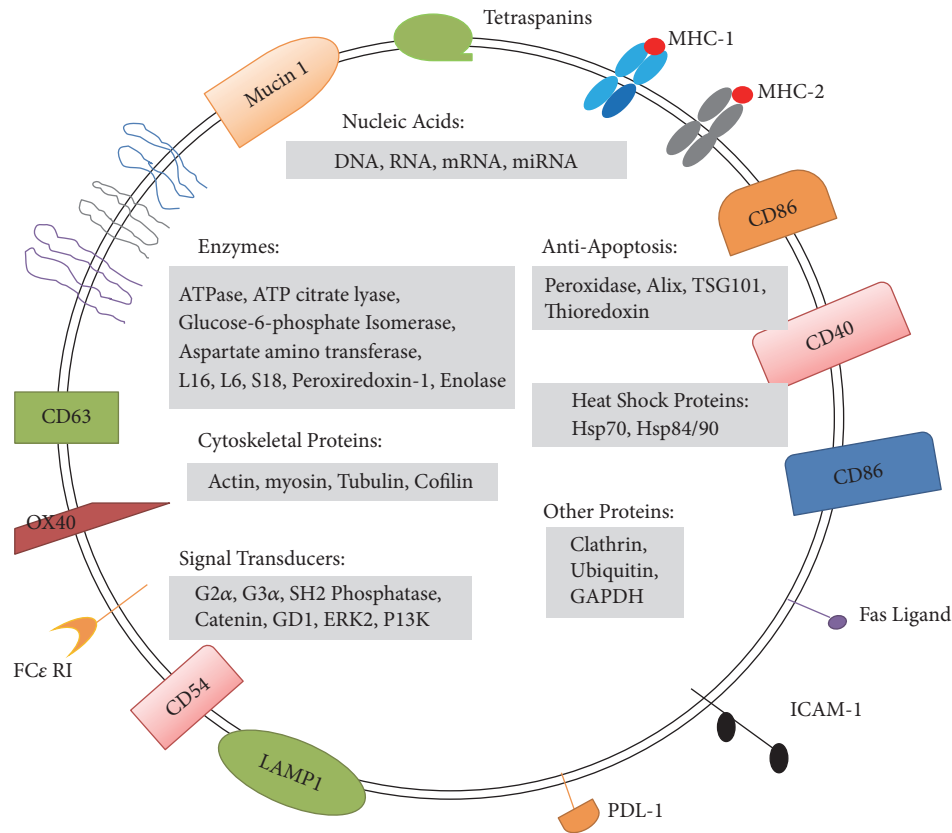 Tetraspanins
MHC-1
Mucin 1
MHC-2
Nucleic Acids:
DNA, RNA, mRNA, miRNA
CD86
Enzymes:
ATPase, ATP citrate lyase,
Glucose-6-phosphate Isomerase,
Aspartate amino transferase,
L16, L6, S18, Peroxiredoxin-1, Enolase
Anti-Apoptosis:
Peroxidase, Alix, TSG101,
Thioredoxin
CD40
Heat Shock Proteins:
Hsp70, Hsp84/90
CD63
Cytoskeletal Proteins:
Actin, myosin, Tubulin, Cofilin
CD86
OX40
Other Proteins:
Clathrin,
Ubiquitin,
GAPDH
Signal Transducers:
G2α, G3α, SH2 Phosphatase,
Catenin, GD1, ERK2, P13K
Fas Ligand
FCε RI
CD54
ICAM-1
LAMP1
PDL-1